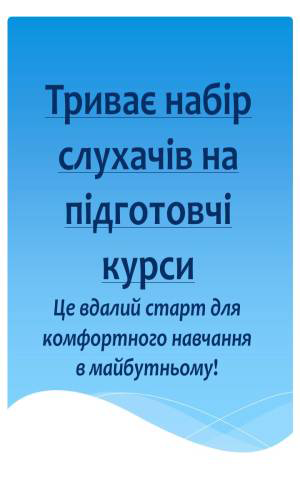 Триває набір
слухачів на
підготовчі
курси
Це вдалий старт для
комфортного навчання
в майбутньому!